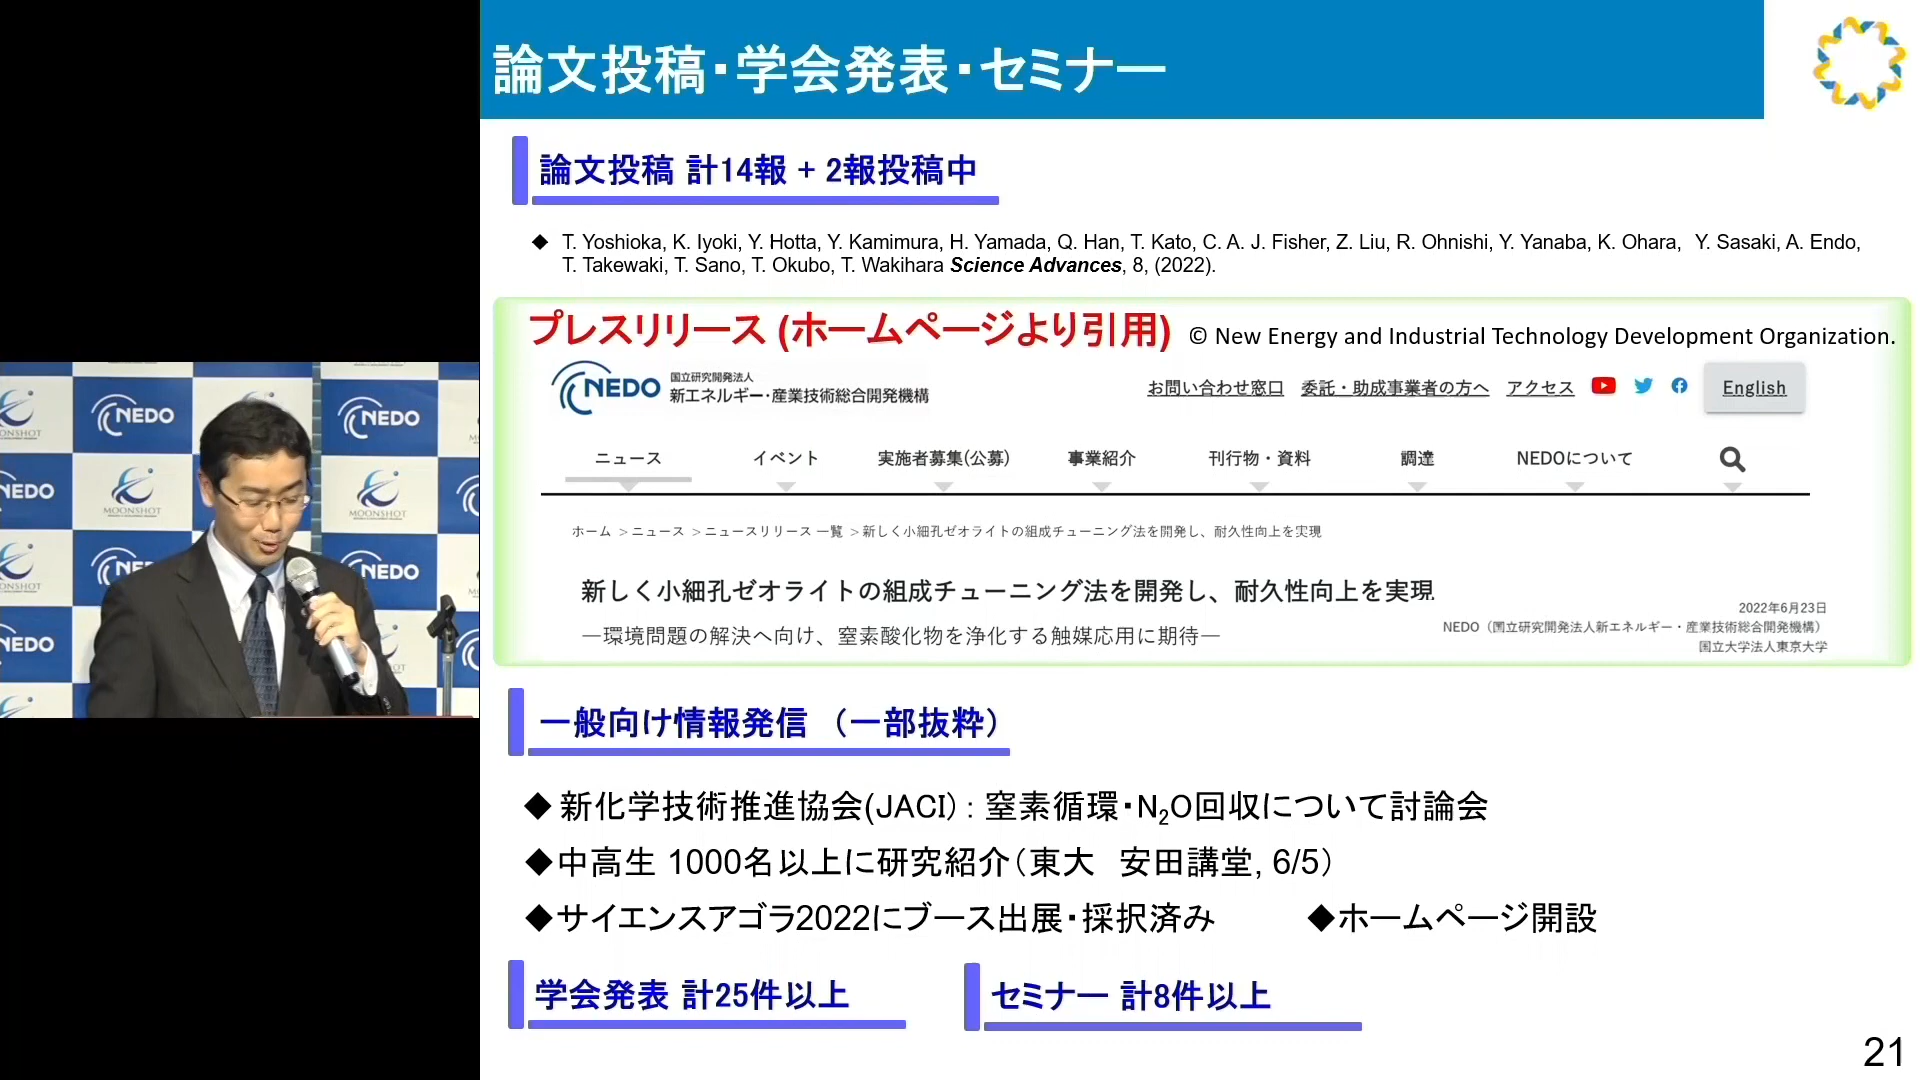 論文投稿・学会発表・セミナー
論文投稿 計14報 + 2報投稿中
◆ T. Yoshioka, K. Iyoki, Y. Hotta, Y. Kamimura, H. Yamada, Q. Han, T. Kato, C. A. J. Fisher, Z. Liu, R. Ohnishi, Y. Yanaba, K. Ohara, Y. Sasaki, A. Endo,
T. Takewaki, T. Sano, T. Okubo, T. Wakihara Science Advances, 8, (2022).
プレスリリース (ホームページより引用) © New Energy and Industrial Technology Development Organization.
NEDO 国立研究開発法人
新エネルギー・産業技術総合開発機構
お問い合わせ窓口 委託・助成事業者の方へ アクセス English
ニュース イベント 実施者募集(公募) 事業紹介 刊行物・資料 調達 NEDOについて
ホーム >ニュース >ニュースリリース 一覧 >新しく小細孔ゼオライトの組成チューニング法を開発し、耐久性向上を実現
新しく小細孔ゼオライトの組成チューニング法を開発し、耐久性向上を実現
―環境問題の解決へ向け、窒素酸化物を浄化する触媒応用に期待―
2022年6月23日
NEDO（国立研究開発法人新エネルギー・産業技術総合開発機構）
国立大学法人東京大学
一般向け情報発信 （一部抜粋）
◆ 新化学技術推進協会(JACI) : 窒素循環・N₂O回収について討論会
◆中高生 1000名以上に研究紹介（東大　安田講堂, 6/5）
◆サイエンスアゴラ2022にブース出展・採択済み ◆ホームページ開設
学会発表 計25件以上 セミナー 計8件以上
21
NEDO
NEDO
NEDO
MOONSHOT
MOONSHOT
NEDO
NEDO